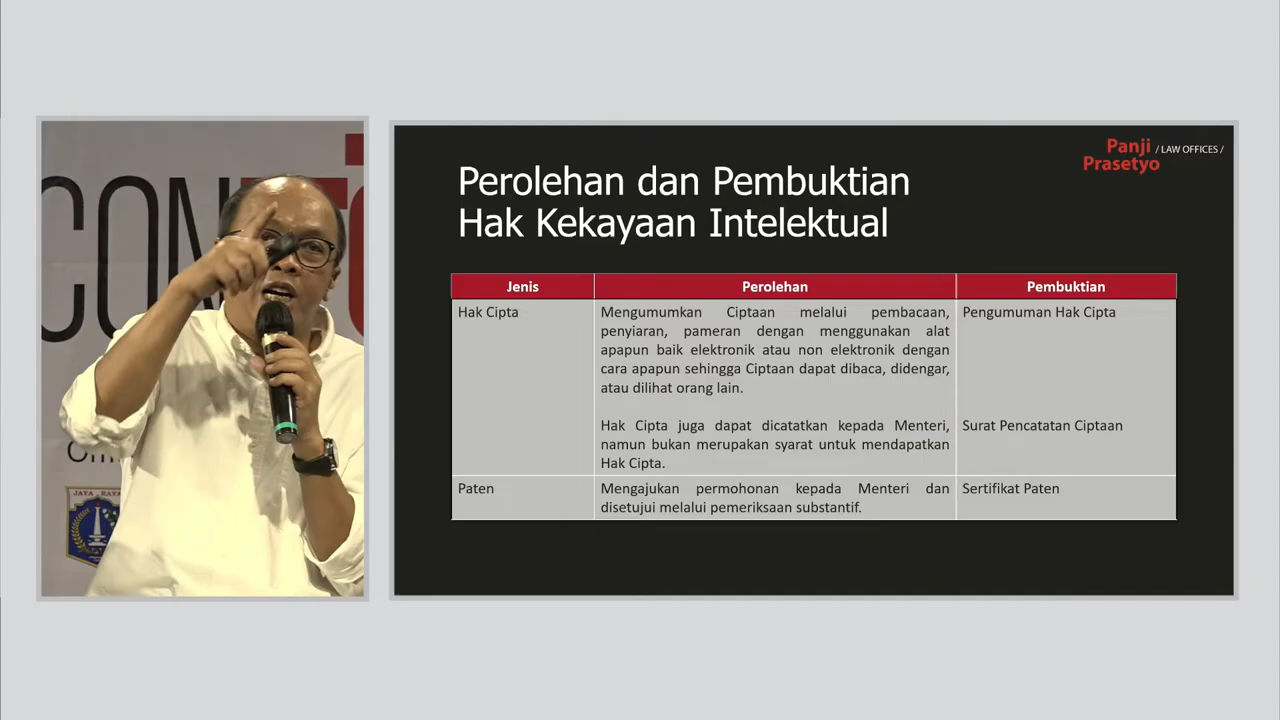 CON
JAYA RAYA
Panji
Prasetyo
/ LAW OFFICES /
Perolehan dan Pembuktian
Hak Kekayaan Intelektual
Jenis
Perolehan
Pembuktian
Hak Cipta
Mengumumkan Ciptaan melalui pembacaan,
penyiaran, pameran dengan menggunakan alat
apapun baik elektronik atau non elektronik dengan
cara apapun sehingga Ciptaan dapat dibaca, didengar,
atau dilihat orang lain.
Pengumuman Hak Cipta
Hak Cipta juga dapat dicatatkan kepada Menteri,
namun bukan merupakan syarat untuk mendapatkan
Hak Cipta.
Surat Pencatatan Ciptaan
Paten
Mengajukan permohonan kepada Menteri dan
disetujui melalui pemeriksaan substantif.
Sertifikat Paten